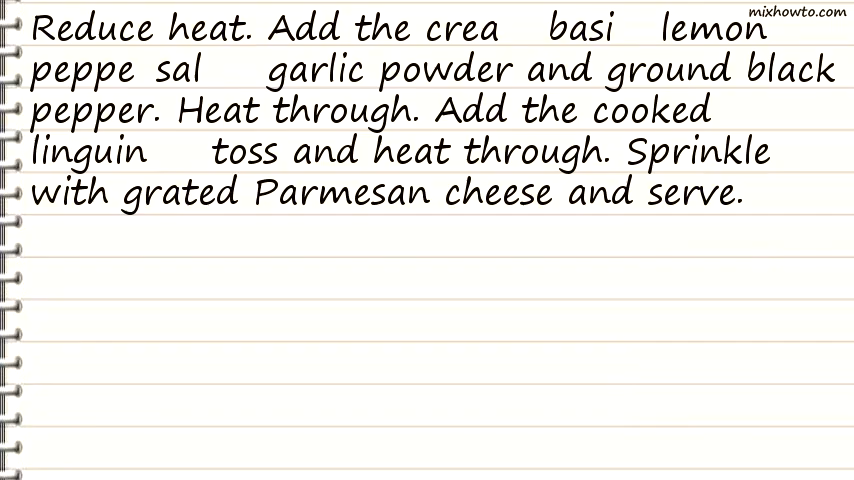 mixhowto.com
Reduce heat. Add the crea basi lemon
peppe sal garlic powder and ground black
pepper. Heat through. Add the cooked
linguin toss and heat through. Sprinkle
with grated Parmesan cheese and serve.